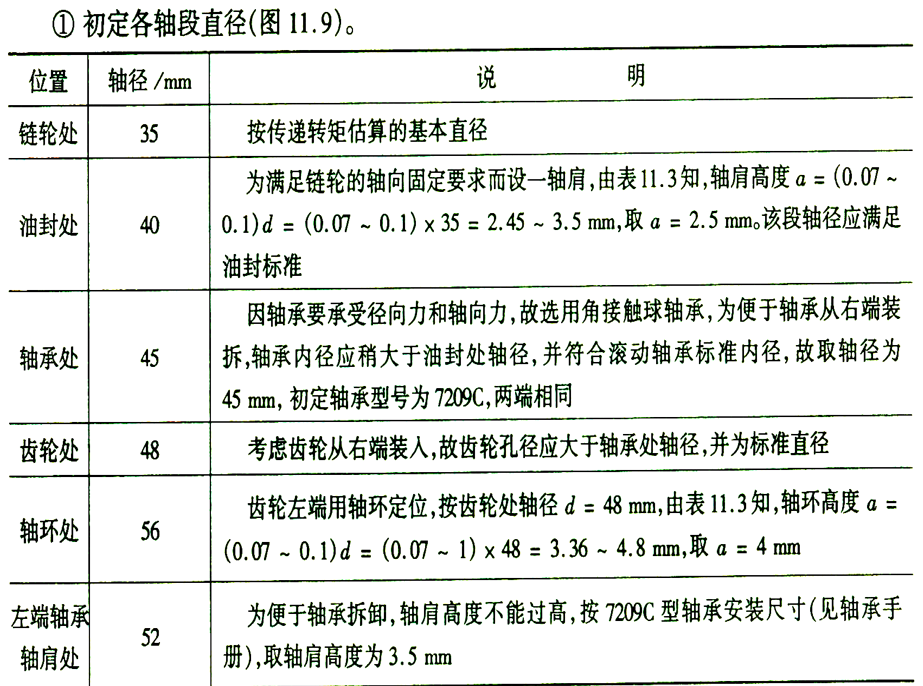 ① 初定各轴段直径(图 11.9)。
位置 轴径/mm 说 明
链轮处 35 按传递转矩估算的基本直径
为满足链轮的轴向固定要求而设一轴肩,由表11.3知,轴肩高度 a = (0.07 ~
油封处 40 0.1)d = (0.07 ~ 0.1) × 35 = 2.45 ~ 3.5 mm,取 a = 2.5 mm。该段轴径应满足
油封标准
因轴承要承受径向力和轴向力,故选用角接触球轴承,为便于轴承从右端装
轴承处 45 拆,轴承内径应稍大于油封处轴径,并符合滚动轴承标准内径,故取轴径为
45 mm, 初定轴承型号为 7209C,两端相同
齿轮处 48 考虑齿轮从右端装入,故齿轮孔径应大于轴承处轴径,并为标准直径
轴环处 56 齿轮左端用轴环定位,按齿轮处轴径 d = 48 mm,由表 11.3 知,轴环高度 a =
(0.07 ~ 0.1)d = (0.07 ~ 1) × 48 = 3.36 ~ 4.8 mm,取 a = 4 mm
左端轴承 52 为便于轴承拆卸,轴肩高度不能过高,按 7209C 型轴承安装尺寸(见轴承手
轴肩处 册),取轴肩高度为 3.5 mm